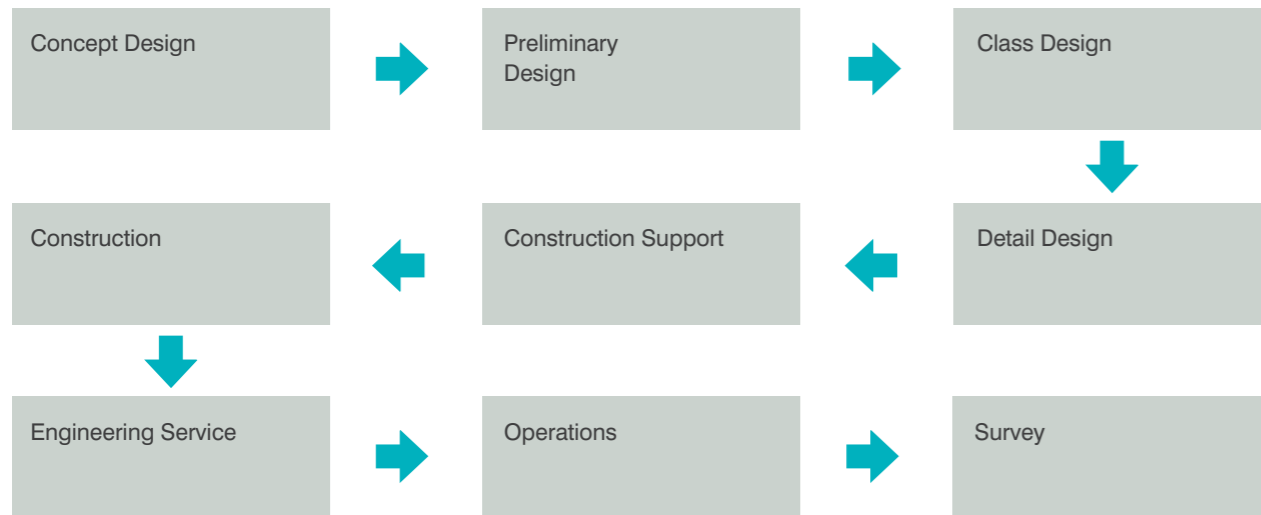 Concept Design
Preliminary
Design
Class Design
Construction
Construction Support
Detail Design
Engineering Service
Operations
Survey